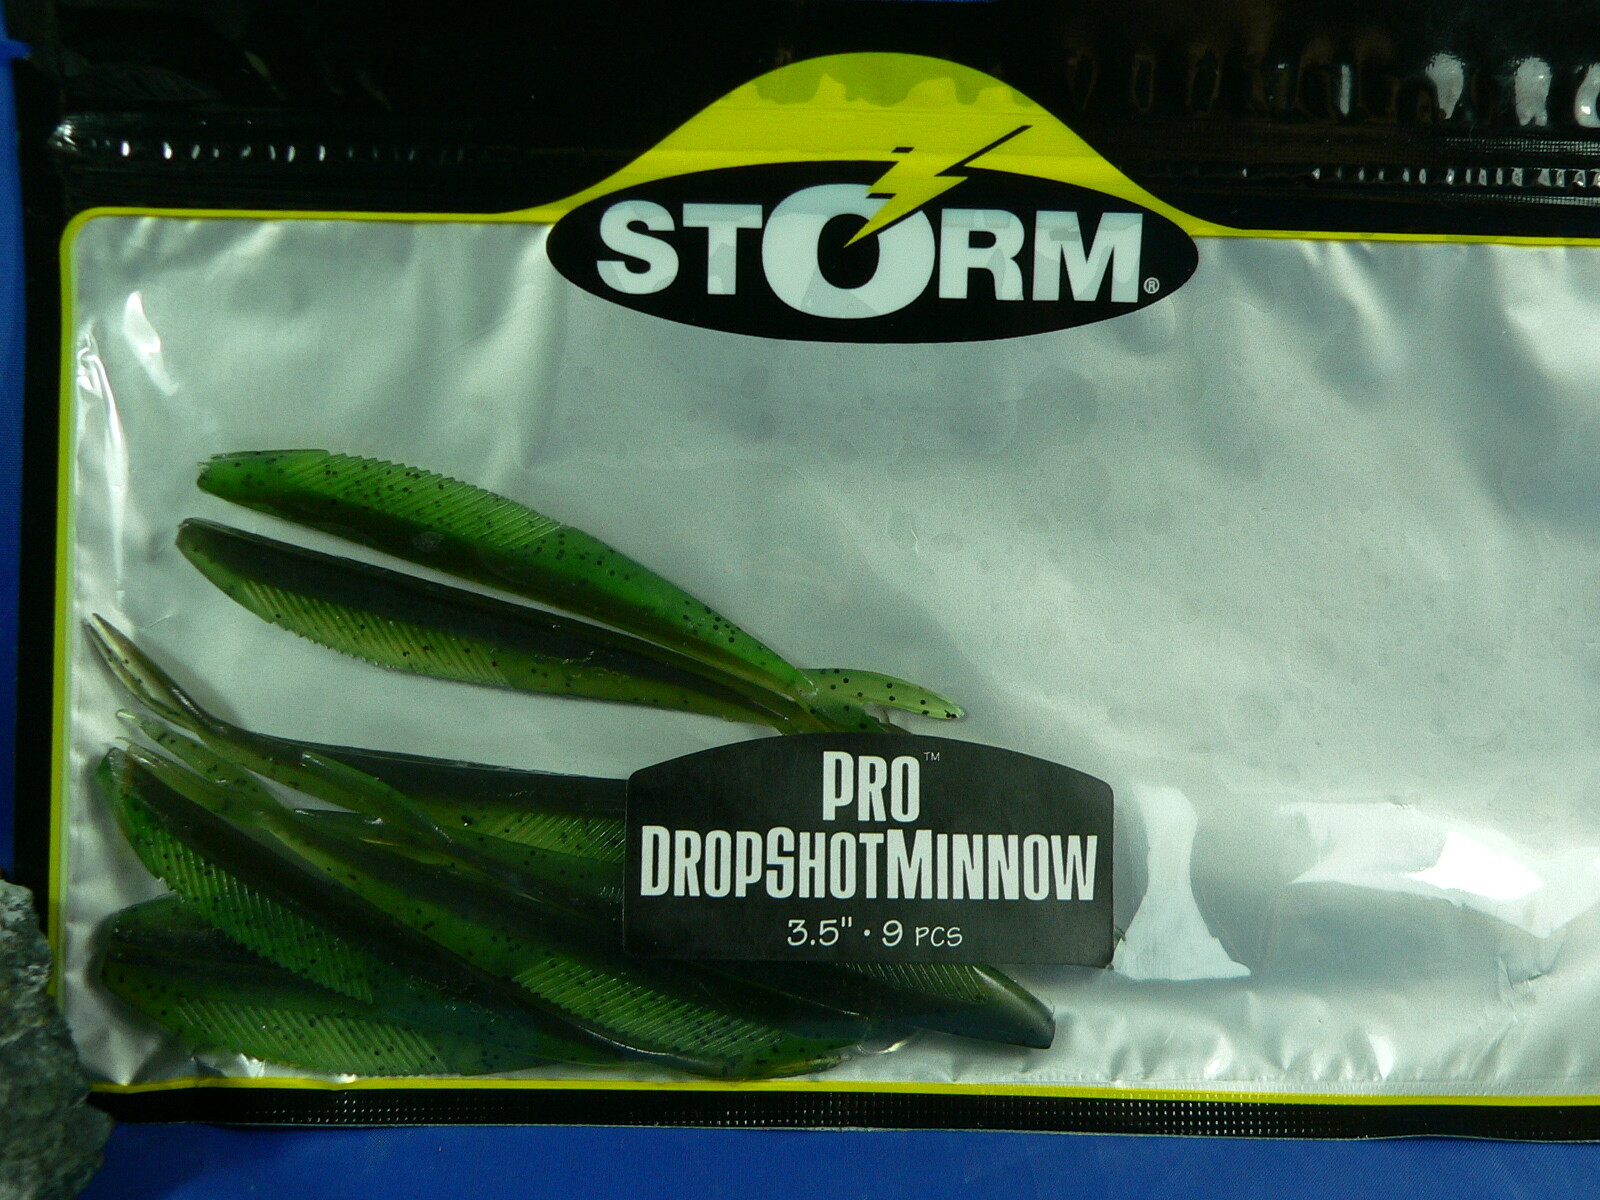 STORM®
PRO™
DROPSHOTMINNOW
3.5" · 9 PCS